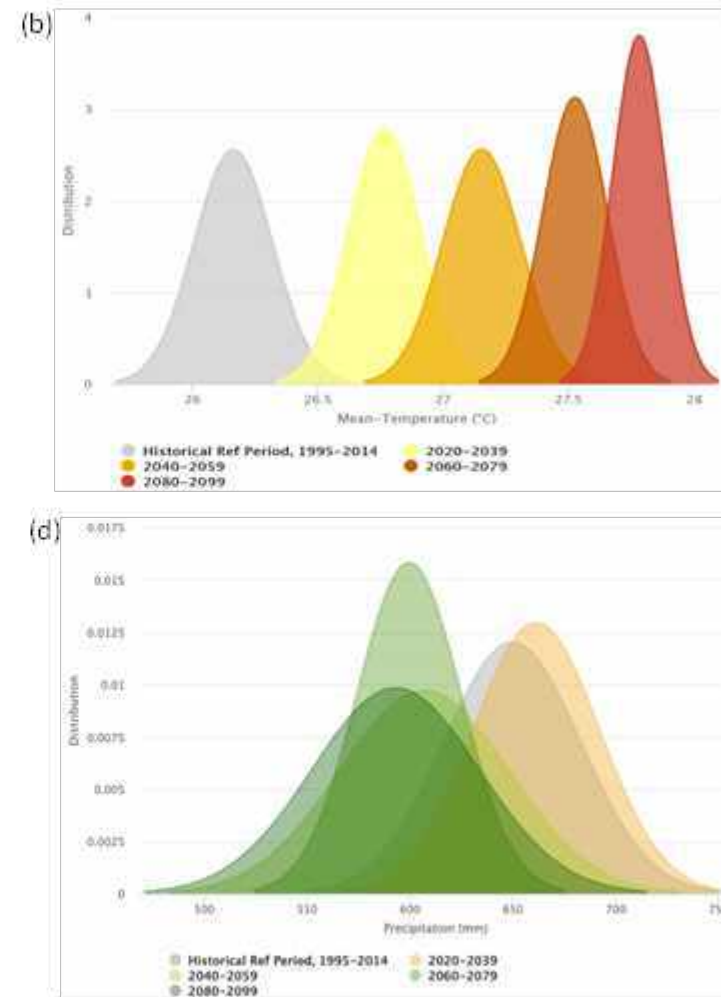 (b)
4
3
2
1
0
Distribution
26 26.5 27 27.5 28
Mean-Temperature (°C)
Historical Ref Period, 1995-2014 2020-2039
2040-2059 2060-2079
2080-2099
(d)
0.0175
0.015
0.0125
0.01
0.0075
0.005
0.0025
0
Distribution
500 550 600 650 700
Precipitation (mm)
Historical Ref Period, 1995-2014 2020-2039
2040-2059 2060-2079
2080-2099